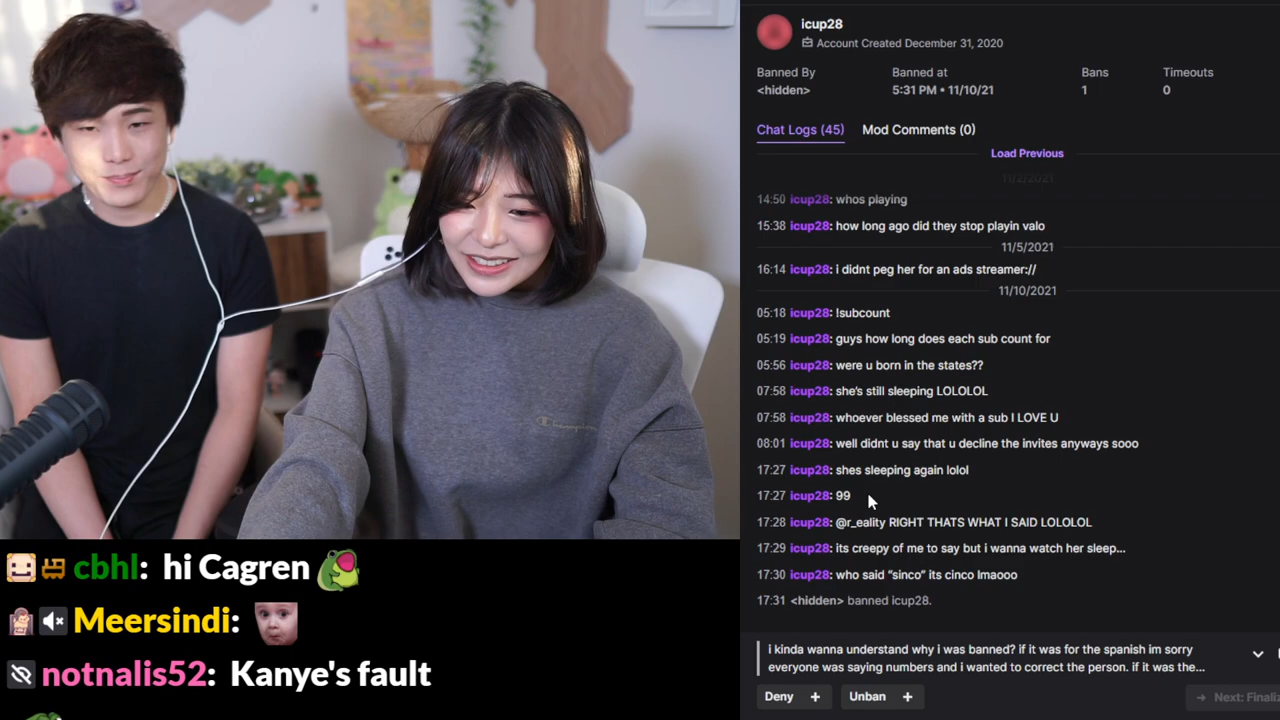 icup28
Account Created December 31, 2020
Banned By
<hidden>
Banned at
5:31 PM • 11/10/21
Bans
1
Timeouts
0
Chat Logs (45)
Mod Comments (0)
Load Previous
11/2/2021
14:50 icup28: whos playing
15:38 icup28: how long ago did they stop playin valo
11/5/2021
16:14 icup28: i didnt peg her for an ads streamer://
11/10/2021
05:18 icup28: !subcount
05:19 icup28: guys how long does each sub count for
05:56 icup28: were u born in the states??
07:58 icup28: she's still sleeping LOLOLOL
07:58 icup28: whoever blessed me with a sub I LOVE U
08:01 icup28: well didnt u say that u decline the invites anyways sooo
17:27 icup28: shes sleeping again lolol
17:27 icup28: 99
17:28 icup28: @r_eality RIGHT THATS WHAT I SAID LOLOLOL
17:29 icup28: its creepy of me to say but i wanna watch her sleep...
17:30 icup28: who said “sinco” its cinco lmaooo
17:31 <hidden> banned icup28.
i kinda wanna understand why i was banned? if it was for the spanish im sorry
everyone was saying numbers and i wanted to correct the person. if it was the...
Deny +
Unban +
→ Next: Finali
Champion
cbhl: hi Cagren
Meersindi:
notnalis52: Kanye's fault